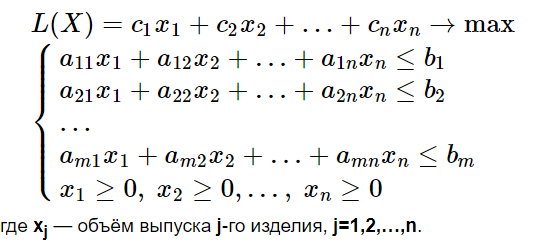 L(X) = c₁x₁ + c₂x₂ + … + cₙxₙ → max
a₁₁x₁ + a₁₂x₂ + … + a₁ₙxₙ ≤ b₁
a₂₁x₁ + a₂₂x₂ + … + a₂ₙxₙ ≤ b₂
…
aₘ₁x₁ + aₘ₂x₂ + … + aₘₙxₙ ≤ bₘ
x₁ ≥ 0, x₂ ≥ 0, … , xₙ ≥ 0
где xⱼ — объём выпуска j-го изделия, j=1,2,…,n.